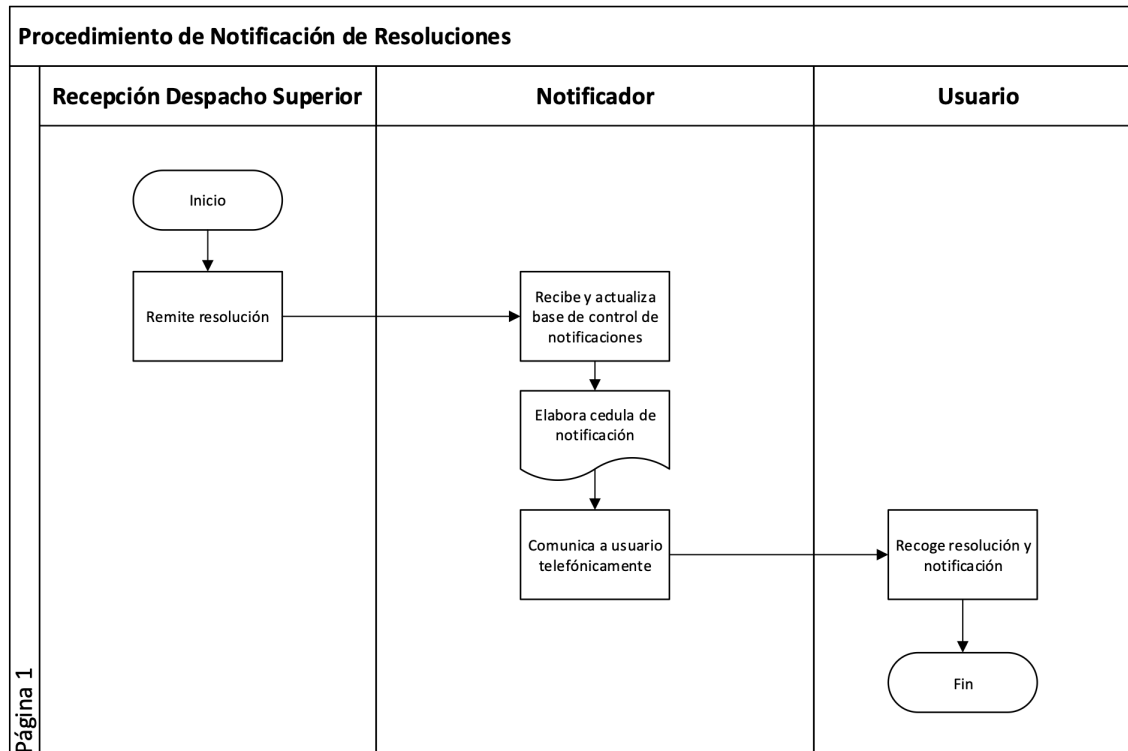 Procedimiento de Notificación de Resoluciones
Recepción Despacho Superior
Notificador
Usuario
Inicio
Remite resolución
Recibe y actualiza
base de control de
notificaciones
Elabora cedula de
notificación
Comunica a usuario
telefónicamente
Recoge resolución y
notificación
Fin
Página 1